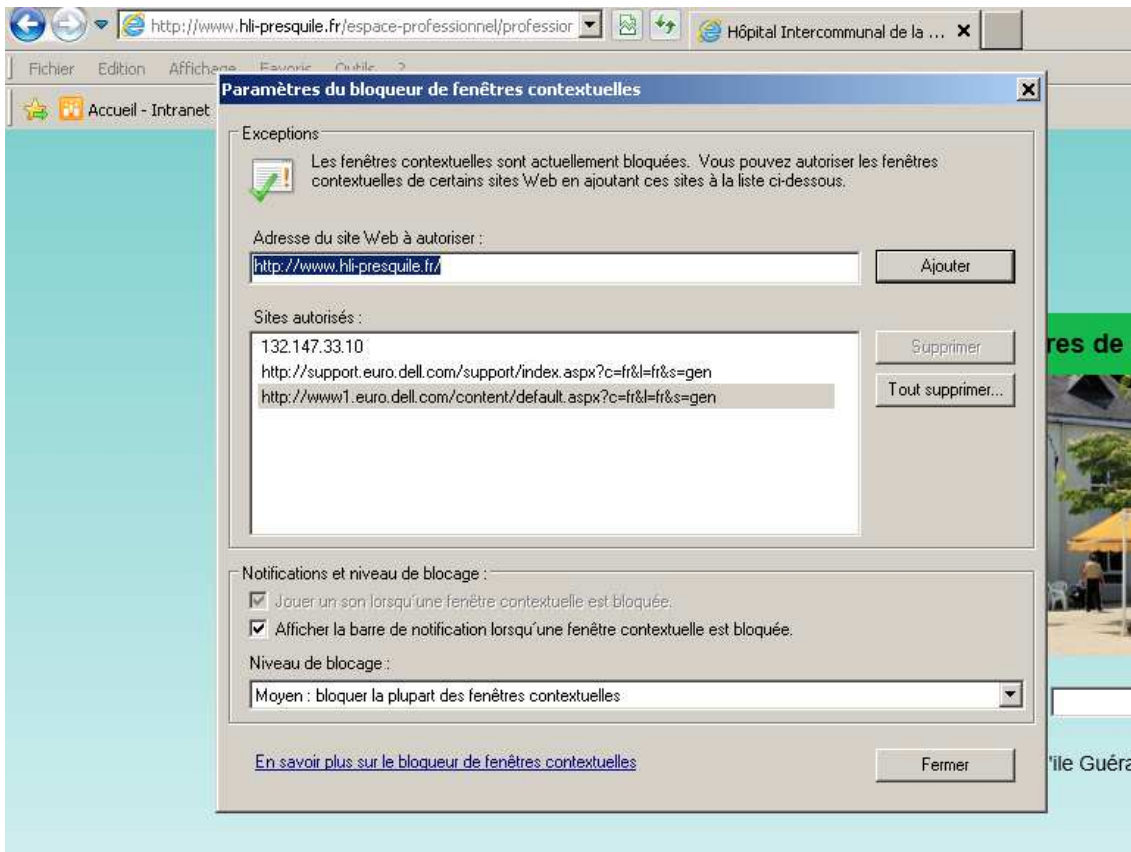 http://www.hli-presquile.fr/espace-professionnel/profession
Hôpital Intercommunal de la ...
Fichier Edition Affichage Favoris Outils ?
Accueil - Intranet
Paramètres du bloqueur de fenêtres contextuelles
Exceptions
Les fenêtres contextuelles sont actuellement bloquées. Vous pouvez autoriser les fenêtres
contextuelles de certains sites Web en ajoutant ces sites à la liste ci-dessous.
Adresse du site Web à autoriser :
http://www.hli-presquile.fr/
Ajouter
Sites autorisés :
132.147.33.10
Supprimer
res de
http://support.euro.dell.com/support/index.aspx?c=fr&l=fr&s=gen
http://www1.euro.dell.com/content/default.aspx?c=fr&l=fr&s=gen
Tout supprimer...
Notifications et niveau de blocage :
Jouer un son lorsqu'une fenêtre contextuelle est bloquée.
Afficher la barre de notification lorsqu'une fenêtre contextuelle est bloquée.
Niveau de blocage :
Moyen : bloquer la plupart des fenêtres contextuelles
En savoir plus sur le bloqueur de fenêtres contextuelles
Fermer
'ile Guéra